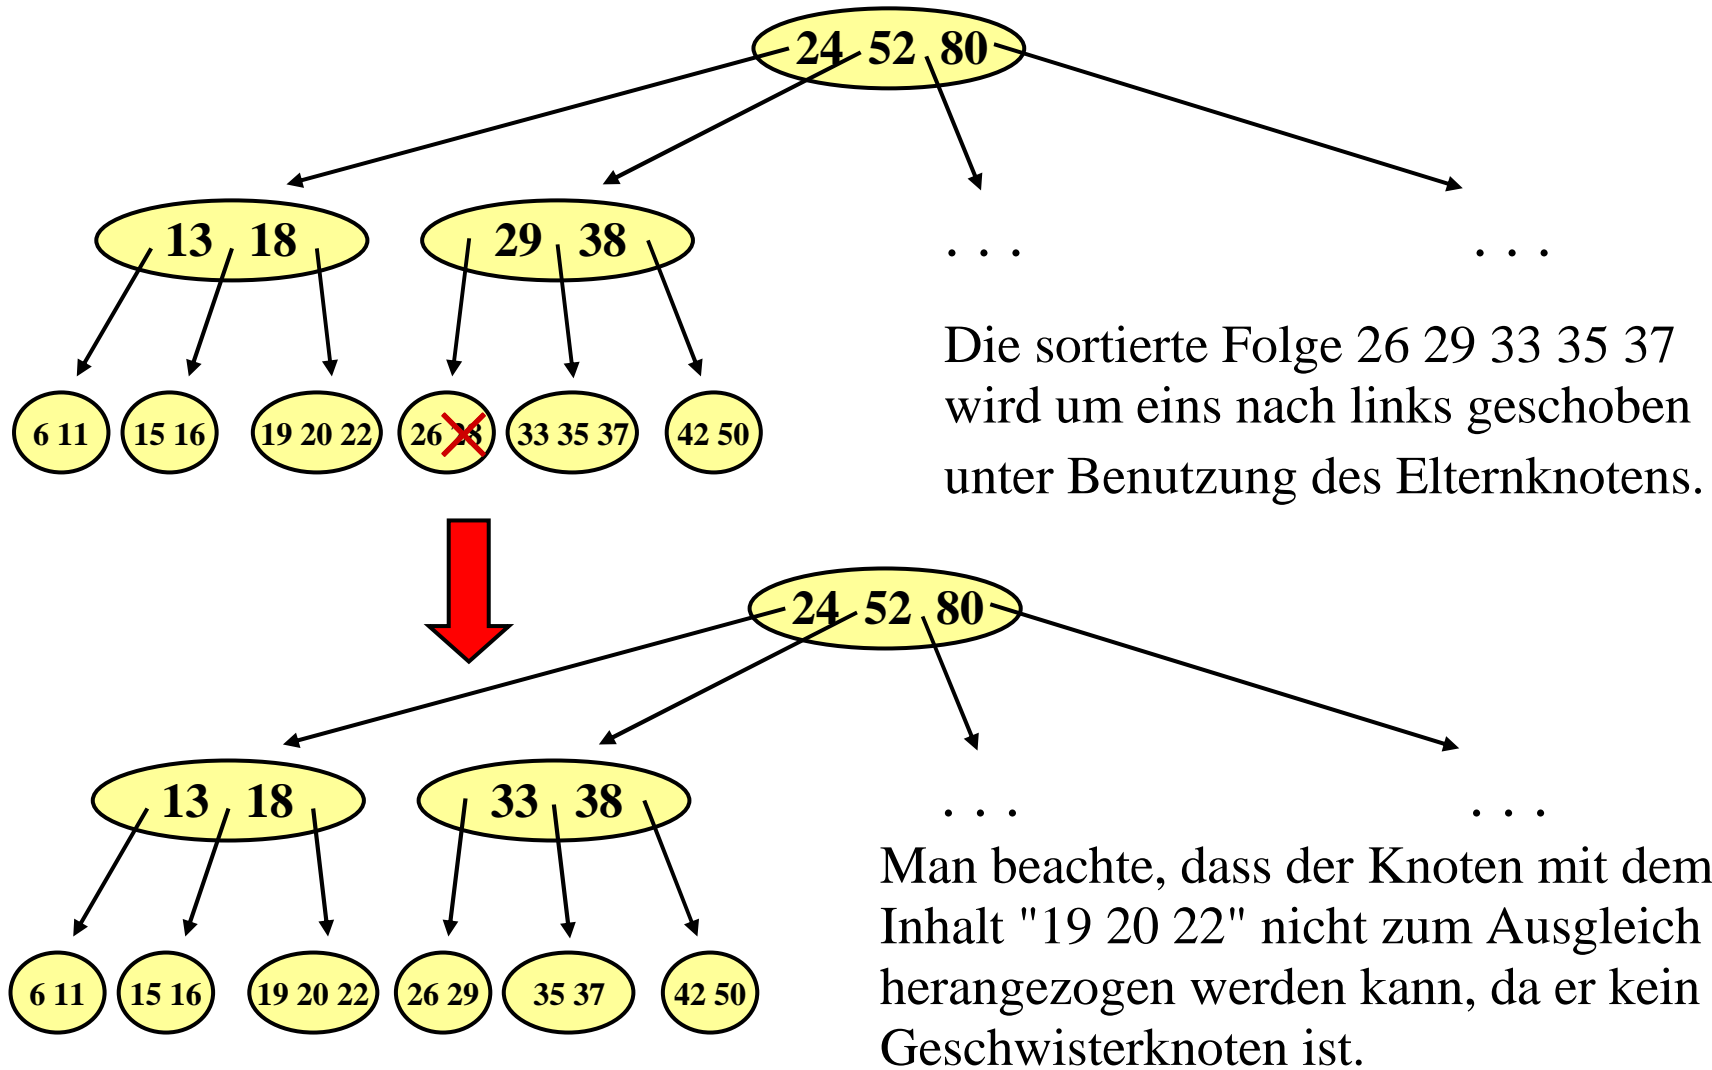 24 52 80
13 18
29 38
. . .
. . .
6 11
15 16
19 20 22
26 28
33 35 37
42 50
Die sortierte Folge 26 29 33 35 37
wird um eins nach links geschoben
unter Benutzung des Elternknotens.
24 52 80
13 18
33 38
. . .
. . .
6 11
15 16
19 20 22
26 29
35 37
42 50
Man beachte, dass der Knoten mit dem
Inhalt "19 20 22" nicht zum Ausgleich
herangezogen werden kann, da er kein
Geschwisterknoten ist.